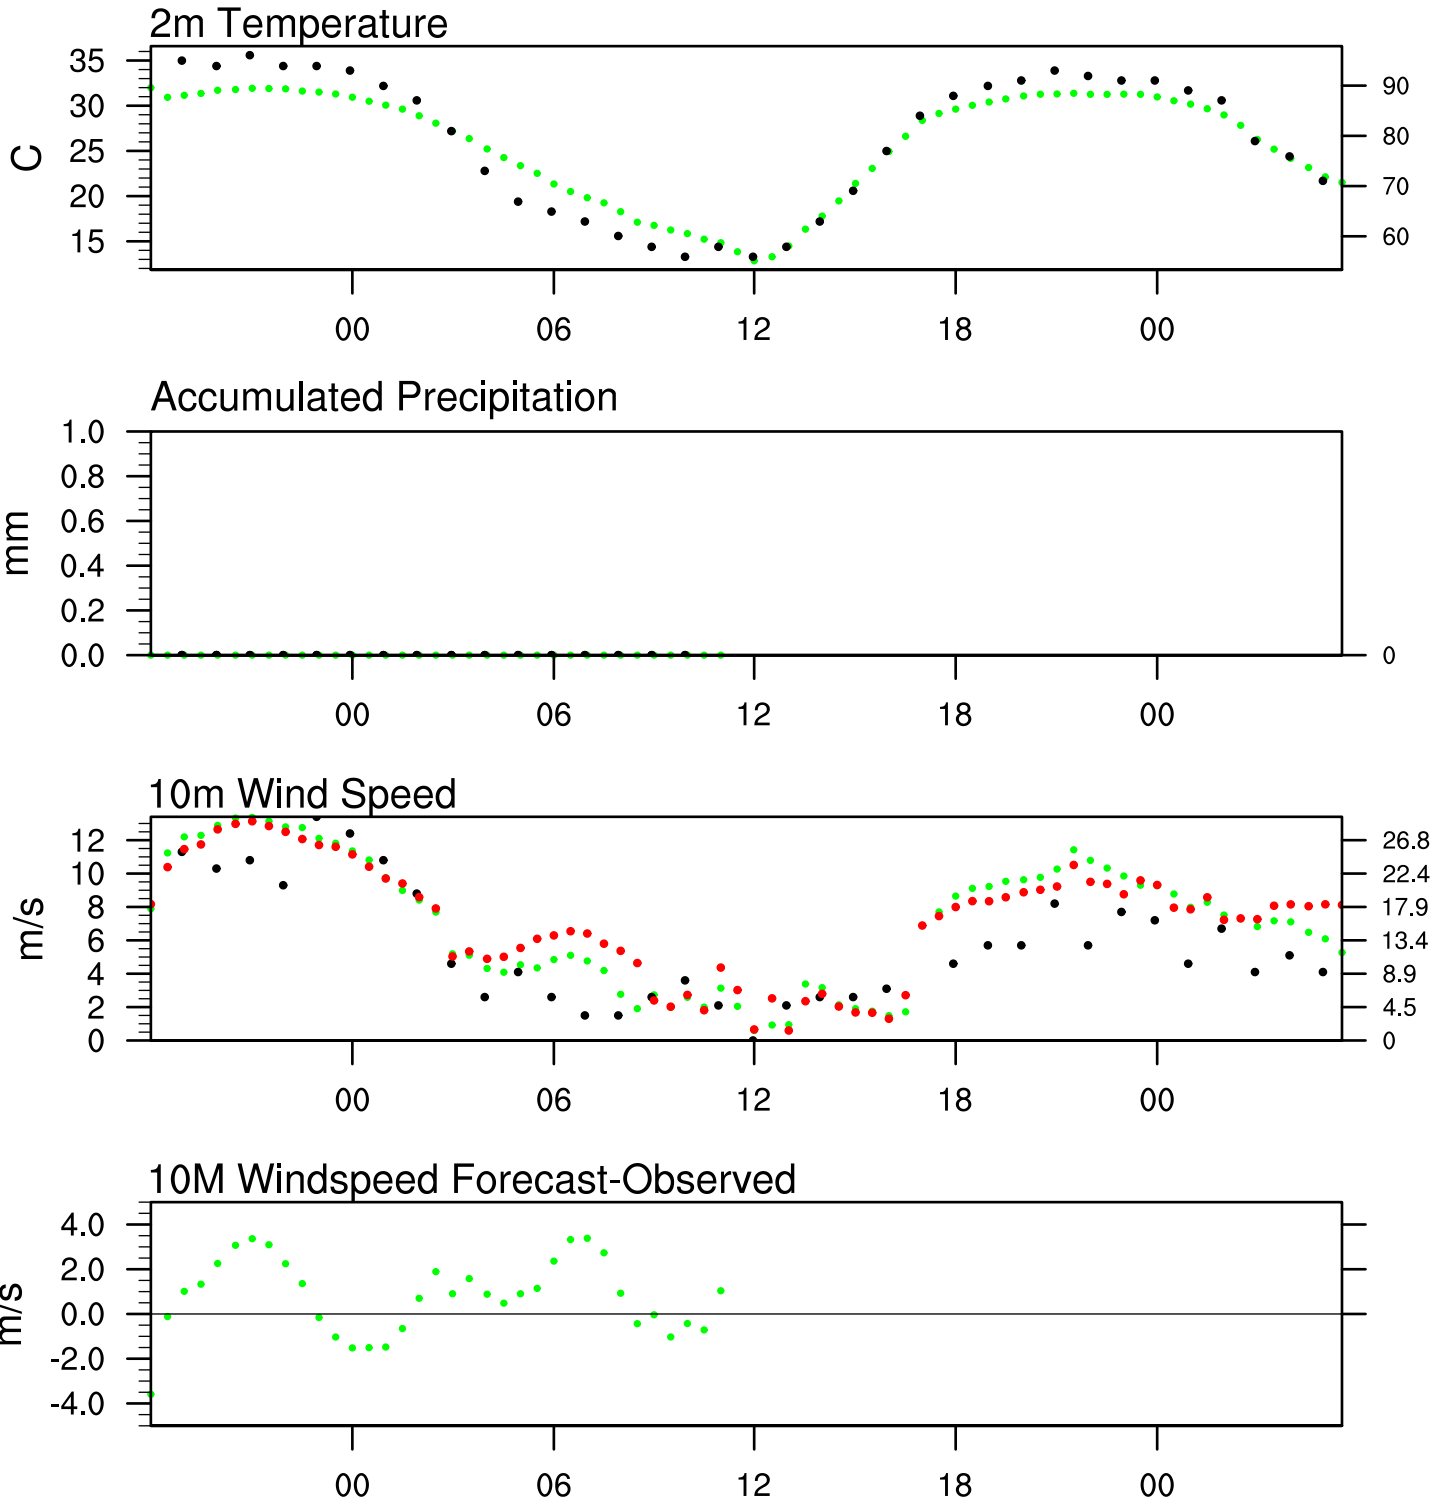 2m Temperature
35
30
25
20
15
C
90
80
70
60
00 06 12 18 00
Accumulated Precipitation
1.0
0.8
0.6
0.4
0.2
0.0
mm
0
00 06 12 18 00
10m Wind Speed
12
10
8
6
4
2
0
m/s
26.8
22.4
17.9
13.4
8.9
4.5
0
00 06 12 18 00
10M Windspeed Forecast-Observed
4.0
2.0
0.0
-2.0
-4.0
m/s
00 06 12 18 00